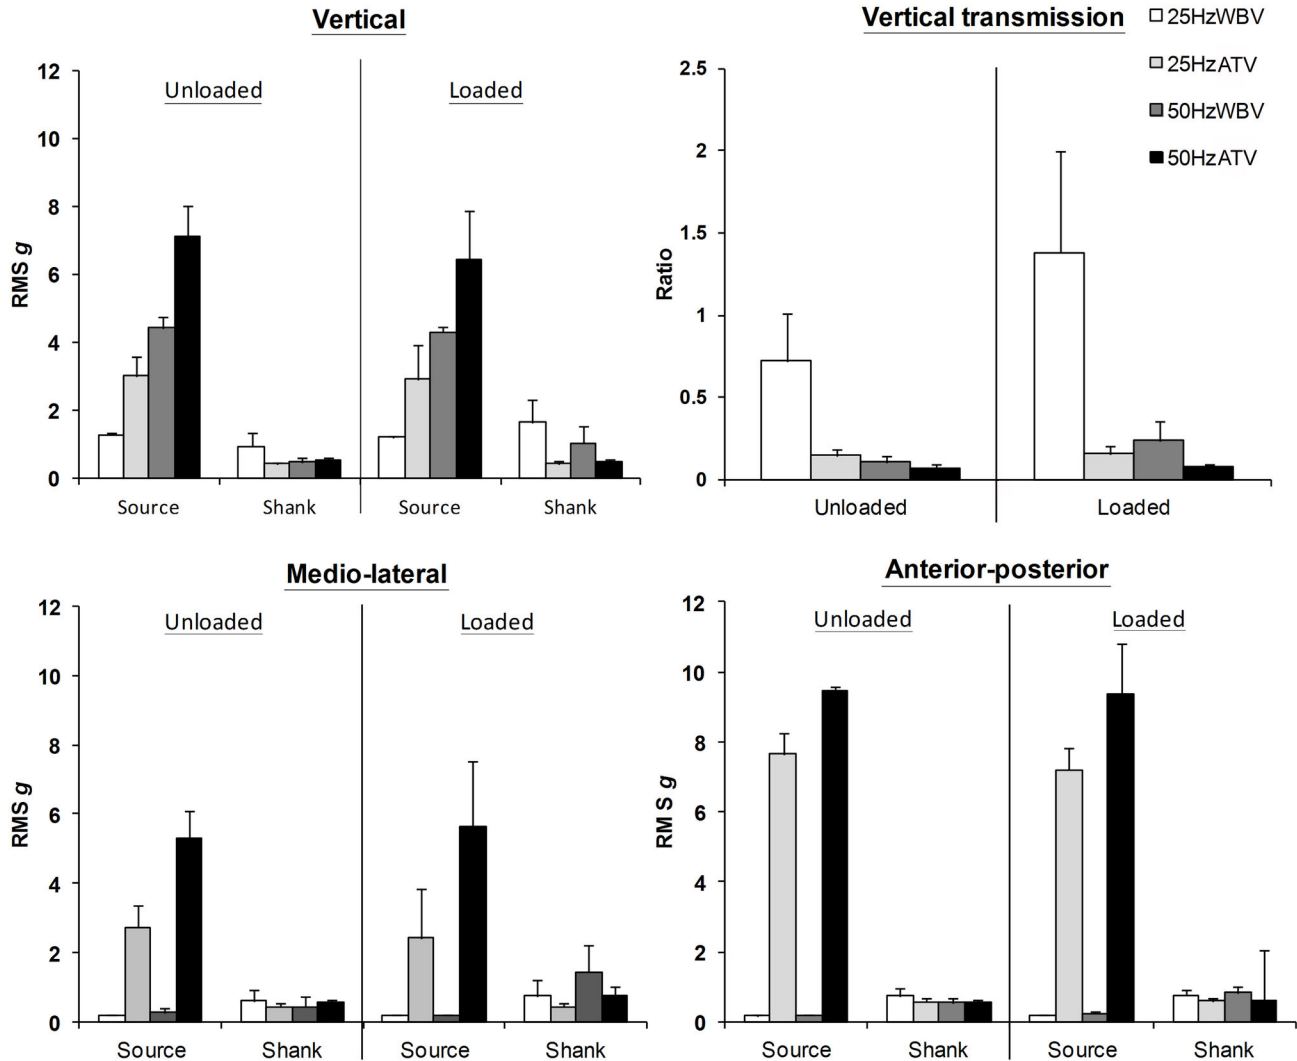 Vertical
12
10
8
6
4
2
0
RMS g
Unloaded
Loaded
Source
Shank
Source
Shank
Vertical transmission
25HzWBV
25HzATV
50HzWBV
50HzATV
2.5
2
1.5
1
0.5
0
Ratio
Unloaded
Loaded
Medio-lateral
12
10
8
6
4
2
0
RMS g
Unloaded
Loaded
Source
Shank
Source
Shank
Anterior-posterior
12
10
8
6
4
2
0
RM S g
Unloaded
Loaded
Source
Shank
Source
Shank